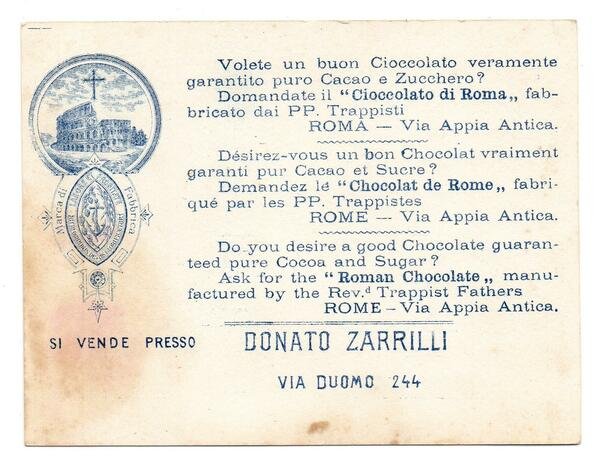 Volete un buon Cioccolato veramente
garantito puro Cacao e Zucchero?
Domandate il “Cioccolato di Roma„ fab-
bricato dai PP. Trappisti
ROMA — Via Appia Antica.
Désirez-vous un bon Chocolat vraiment
garanti pur Cacao et Sucre?
Demandez le “Chocolat de Rome„, fabri-
qué par les PP. Trappistes
ROME — Via Appia Antica.
Do you desire a good Chocolate guaran-
teed pure Cocoa and Sugar?
Ask for the “Roman Chocolate„ manu-
factured by the Rev.d Trappist Fathers
ROME – Via Appia Antica.
Marca di Fabbrica
SI VENDE PRESSO DONATO ZARRILLI
VIA DUOMO 244